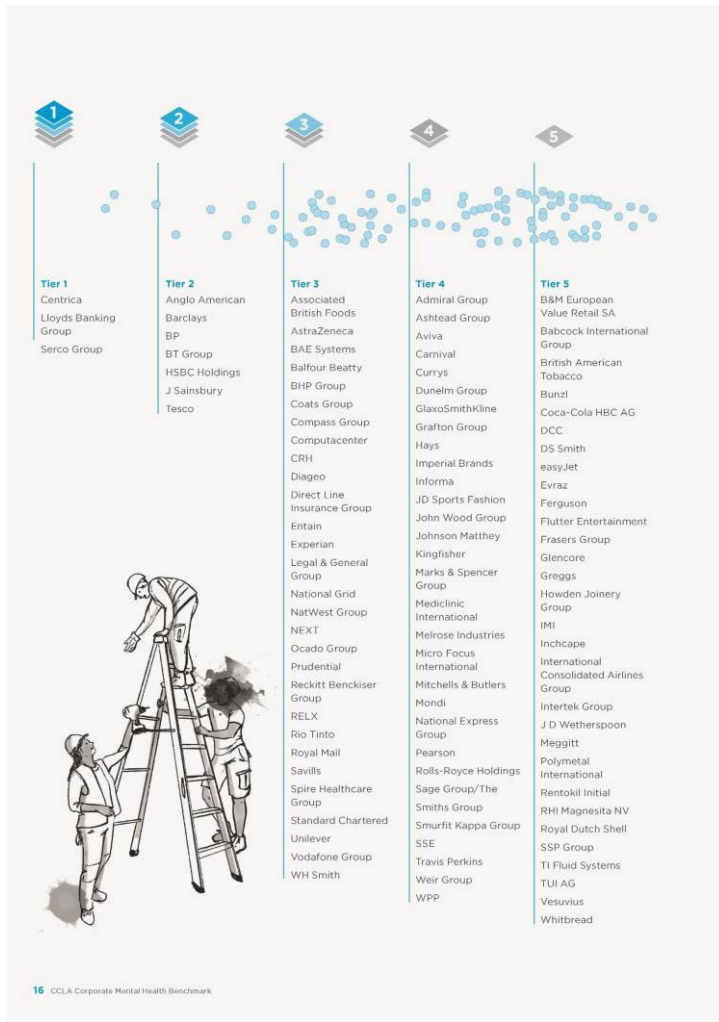 1
2
3
4
5
Tier 1
Centrica
Lloyds Banking
Group
Serco Group
Tier 2
Anglo American
Barclays
BP
BT Group
HSBC Holdings
J Sainsbury
Tesco
Tier 3
Associated
British Foods
AstraZeneca
BAE Systems
Balfour Beatty
BHP Group
Coats Group
Compass Group
Computacenter
CRH
Diageo
Direct Line
Insurance Group
Entain
Experian
Legal & General
Group
National Grid
NatWest Group
NEXT
Ocado Group
Prudential
Reckitt Benckiser
Group
RELX
Rio Tinto
Royal Mail
Savills
Spire Healthcare
Group
Standard Chartered
Unilever
Vodafone Group
WH Smith
Tier 4
Admiral Group
Ashtead Group
Aviva
Carnival
Currys
Dunelm Group
GlaxoSmithKline
Grafton Group
Hays
Imperial Brands
Informa
JD Sports Fashion
John Wood Group
Johnson Matthey
Kingfisher
Marks & Spencer
Group
Mediclinic
International
Melrose Industries
Micro Focus
International
Mitchells & Butlers
Mondi
National Express
Group
Pearson
Rolls-Royce Holdings
Sage Group/The
Smiths Group
Smurfit Kappa Group
SSE
Travis Perkins
Weir Group
WPP
Tier 5
B&M European
Value Retail SA
Babcock International
Group
British American
Tobacco
Bunzl
Coca-Cola HBC AG
DCC
DS Smith
easyJet
Evraz
Ferguson
Flutter Entertainment
Frasers Group
Glencore
Greggs
Howden Joinery
Group
IMI
Inchcape
International
Consolidated Airlines
Group
Intertek Group
J D Wetherspoon
Meggitt
Polymetal
International
Rentokil Initial
RHI Magnesita NV
Royal Dutch Shell
SSP Group
TI Fluid Systems
TUI AG
Vesuvius
Whitbread
16 CCLA Corporate Mental Health Benchmark